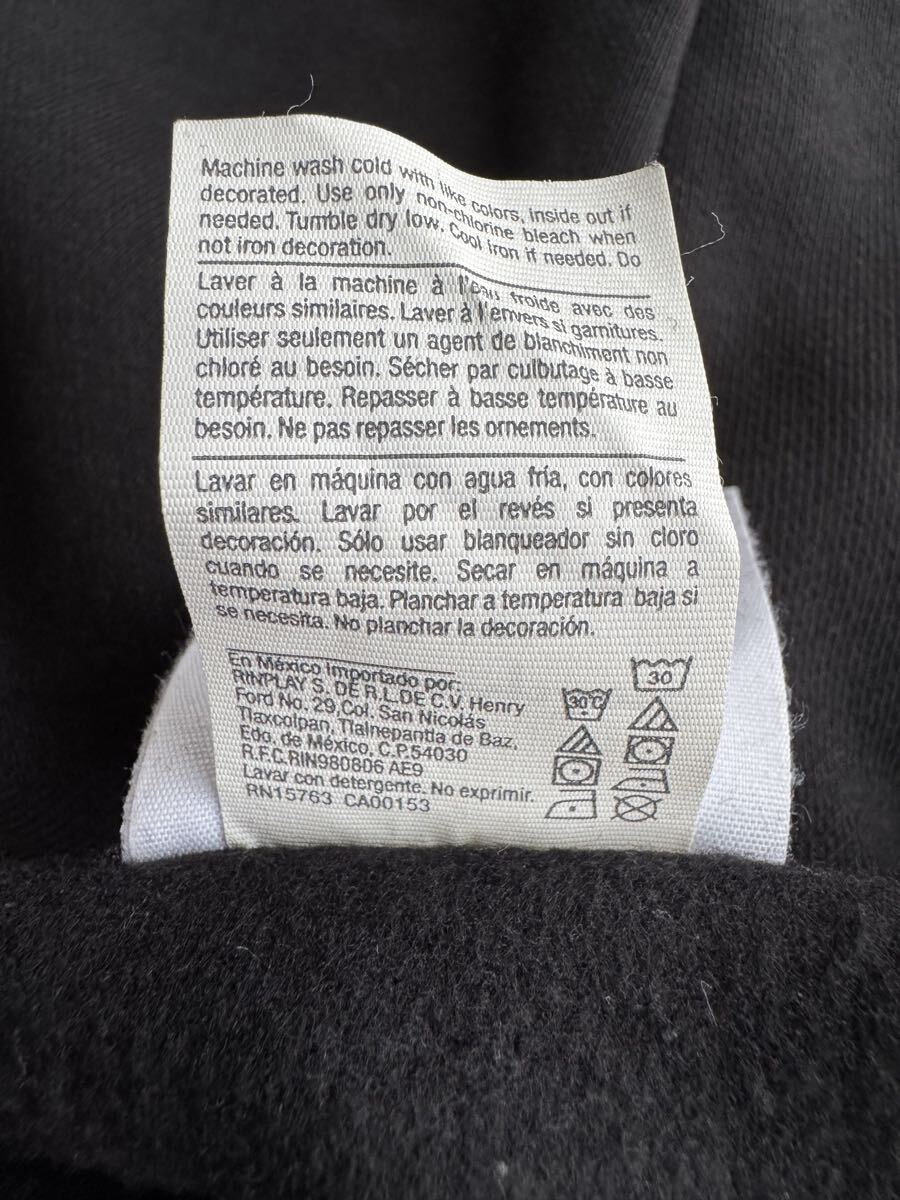 Machine wash cold with like colors, inside out if
decorated. Use only non-chlorine bleach when
needed. Tumble dry low. Cool iron if needed. Do
not iron decoration.
Laver à la machine à l'eau froide avec des
couleurs similaires. Laver à l'envers si garnitures.
Utiliser seulement un agent de blanchiment non
chloré au besoin. Sécher par culbutage à basse
température. Repasser à basse température au
besoin. Ne pas repasser les ornements.
Lavar en máquina con agua fría, con colores
similares. Lavar por el revés si presenta
decoración. Sólo usar blanqueador sin cloro
cuando se necesite. Secar en máquina a
temperatura baja. Planchar a temperatura baja si
se necesita. No planchar la decoración.
En México Importado por:
RINPLAY S. DE R.L.DE C.V. Henry
Ford No. 29,Col. San Nicolás
Tlaxcolpan, Tlalnepantla de Baz,
Edo. de México, C.P.54030
R.F.C.RIN980806 AE9
Lavar con detergente. No exprimir.
RN15763 CA00153
30°C
30